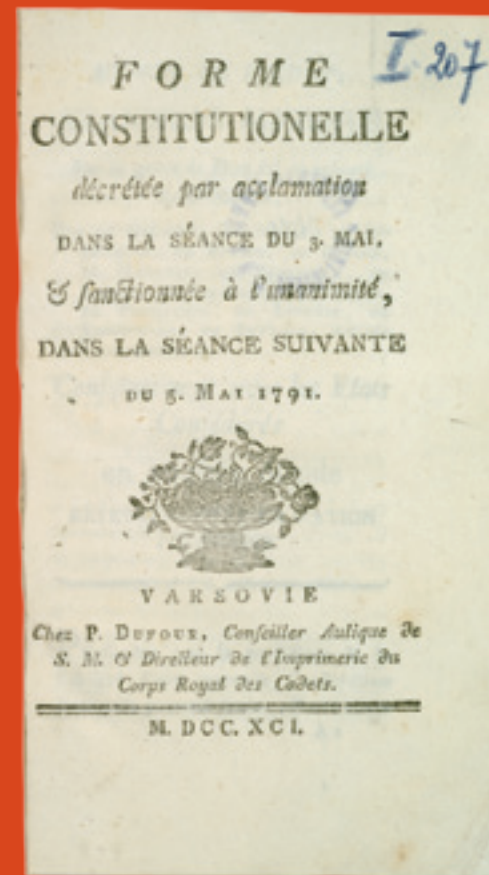 I 207
FORME
CONSTITUTIONELLE
décrétée par acclamation
DANS LA SÉANCE DU 3. MAI.
& ſanctionnée à l'unanimité,
DANS LA SÉANCE SUIVANTE
DU 5. MAI 1791.
VARSOVIE
Chez P. DUFOUR, Conſeiller Aulique de
S. M. & Directeur de l'Imprimerie du
Corps Royal des Cadets.
M. DCC. XCI.